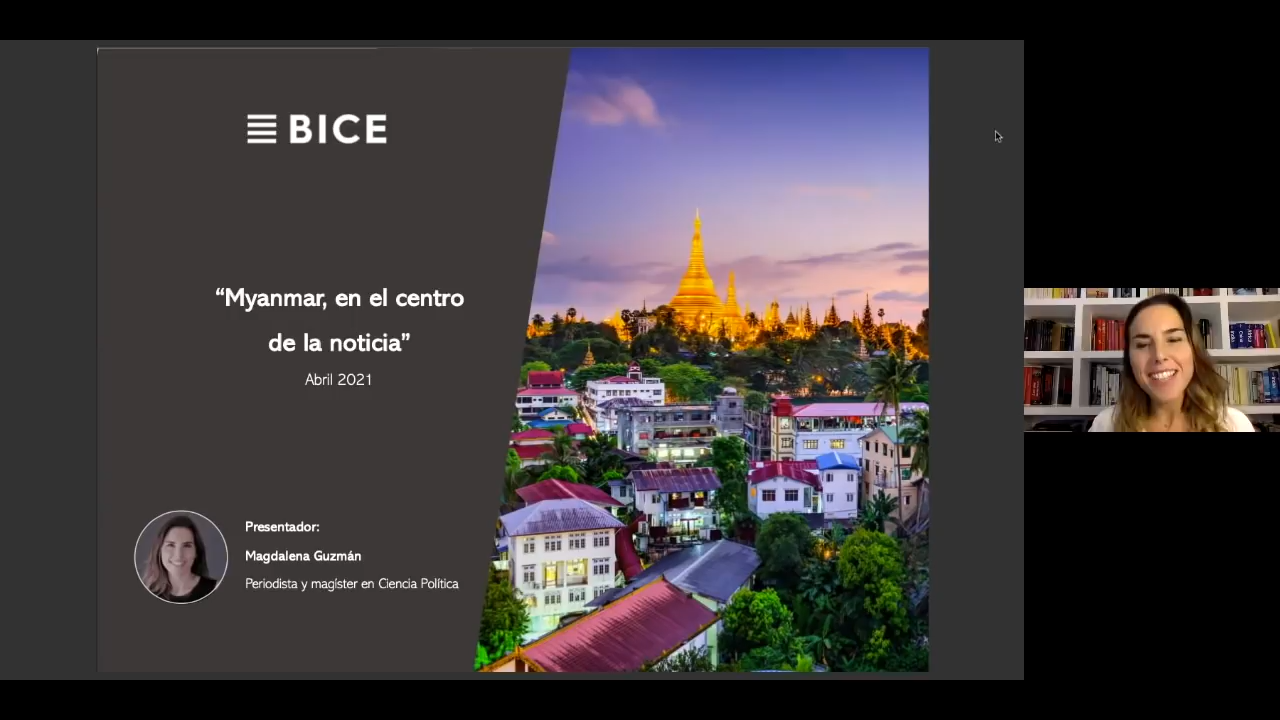 BICE
“Myanmar, en el centro
de la noticia”
Abril 2021
Presentador:
Magdalena Guzmán
Periodista y magíster en Ciencia Política